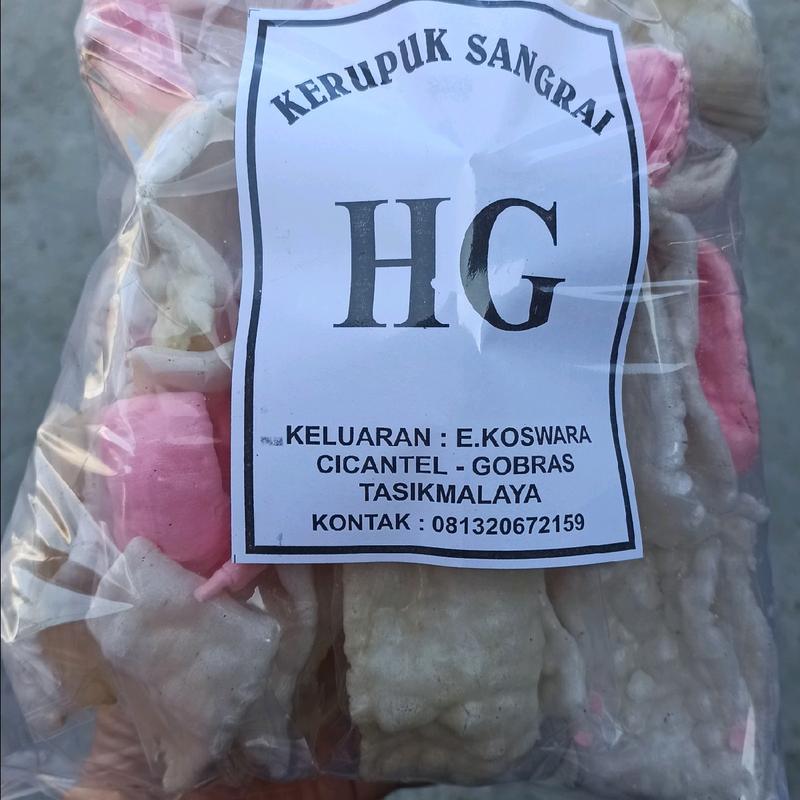 KERUPUK SANGRAI
HG
KELUARAN : E.KOSWARA
CICANTEL - GOBRAS
TASIKMALAYA
KONTAK : 081320672159